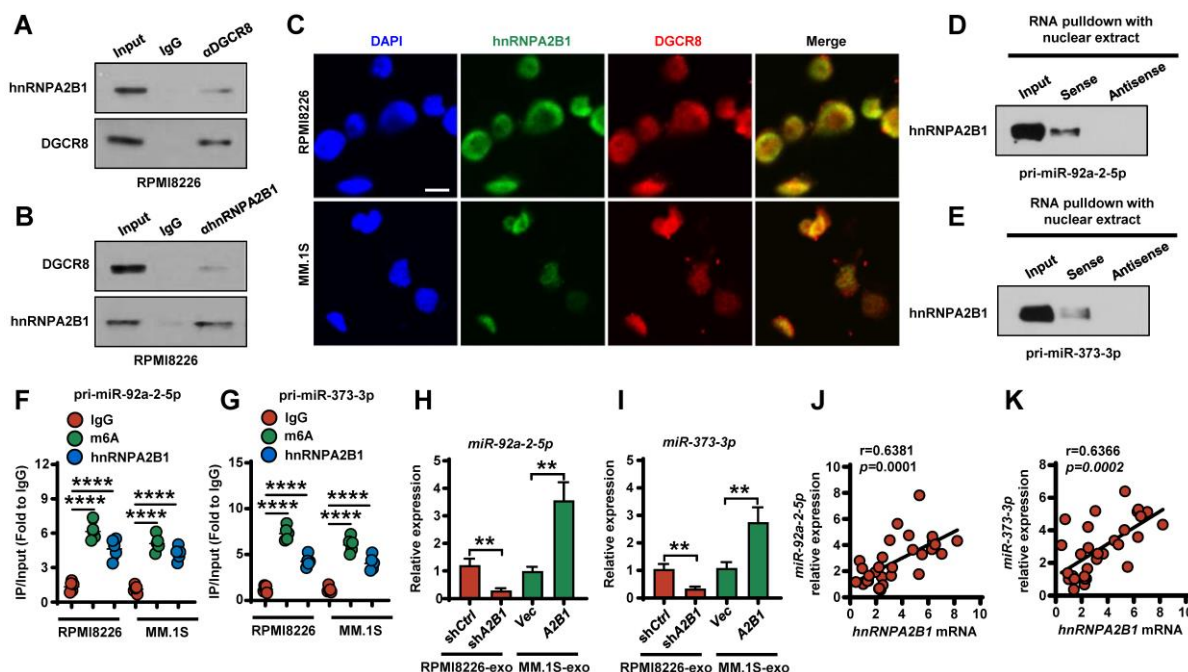 A
Input
IgG
αDGCR8
hnRNPA2B1
DGCR8
RPMI8226
B
Input
IgG
αhnRNPA2B1
DGCR8
hnRNPA2B1
RPMI8226
C
DAPI
hnRNPA2B1
DGCR8
Merge
RPMI8226
MM.1S
D
RNA pulldown with
nuclear extract
Input
Sense
Antisense
hnRNPA2B1
pri-miR-92a-2-5p
E
RNA pulldown with
nuclear extract
Input
Sense
Antisense
hnRNPA2B1
pri-miR-373-3p
F
pri-miR-92a-2-5p
IgG
m6A
hnRNPA2B1
IP/Input (Fold to IgG)
12
9
6
3
0
****
****
****
****
RPMI8226
MM.1S
G
pri-miR-373-3p
IgG
m6A
hnRNPA2B1
IP/Input (Fold to IgG)
15
10
5
0
****
****
****
****
RPMI8226
MM.1S
H
miR-92a-2-5p
Relative expression
5
4
3
2
1
0
**
**
shCtrl
shA2B1
Vec
A2B1
RPMI8226-exo
MM.1S-exo
I
miR-373-3p
Relative expression
5
4
3
2
1
0
**
**
shCtrl
shA2B1
Vec
A2B1
RPMI8226-exo
MM.1S-exo
J
r=0.6381
p=0.0001
miR-92a-2-5p
relative expression
10
8
6
4
2
0
0 2 4 6 8 10
hnRNPA2B1 mRNA
K
r=0.6366
p=0.0002
miR-373-3p
relative expression
8
6
4
2
0
0 2 4 6 8 10
hnRNPA2B1 mRNA